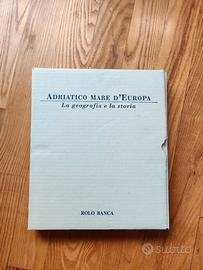 ADRIATICO MARE D'EUROPA
La geografia e la storia
ROLO BANCA
subito